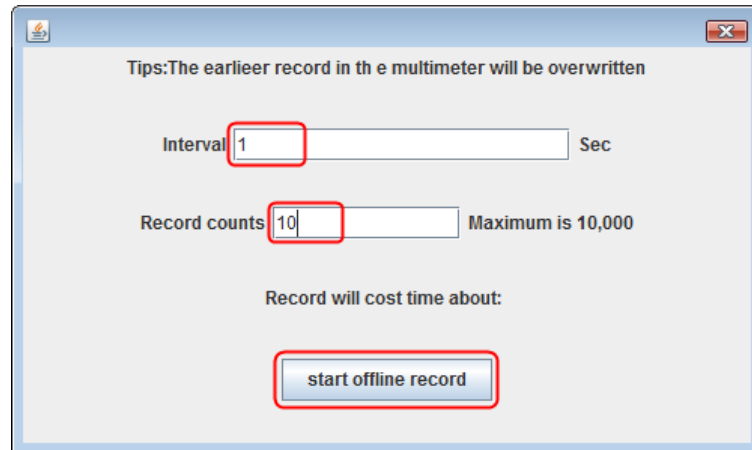 Tips:The earlieer record in th e multimeter will be overwritten
Interval 1 Sec
Record counts 10 Maximum is 10,000
Record will cost time about:
start offline record